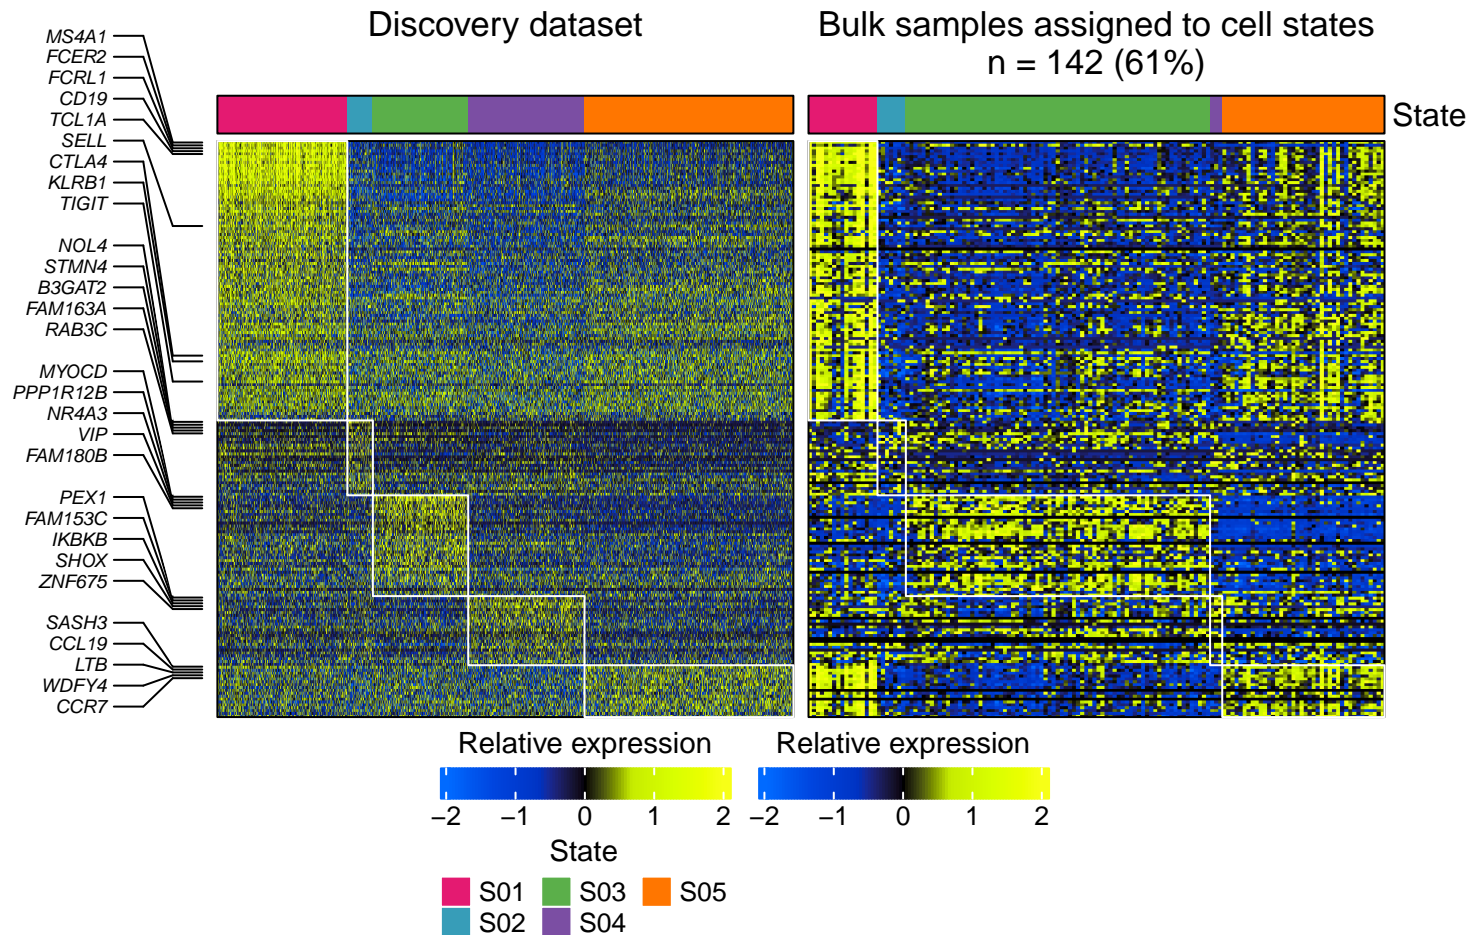 Discovery dataset
Bulk samples assigned to cell states
n = 142 (61%)
State
MS4A1
FCER2
FCRL1
CD19
TCL1A
SELL
CTLA4
KLRB1
TIGIT
NOL4
STMN4
B3GAT2
FAM163A
RAB3C
MYOCD
PPP1R12B
NR4A3
VIP
FAM180B
PEX1
FAM153C
IKBKB
SHOX
ZNF675
SASH3
CCL19
LTB
WDFY4
CCR7
Relative expression
−2 −1 0 1 2
Relative expression
−2 −1 0 1 2
State
S01 S03 S05
S02 S04